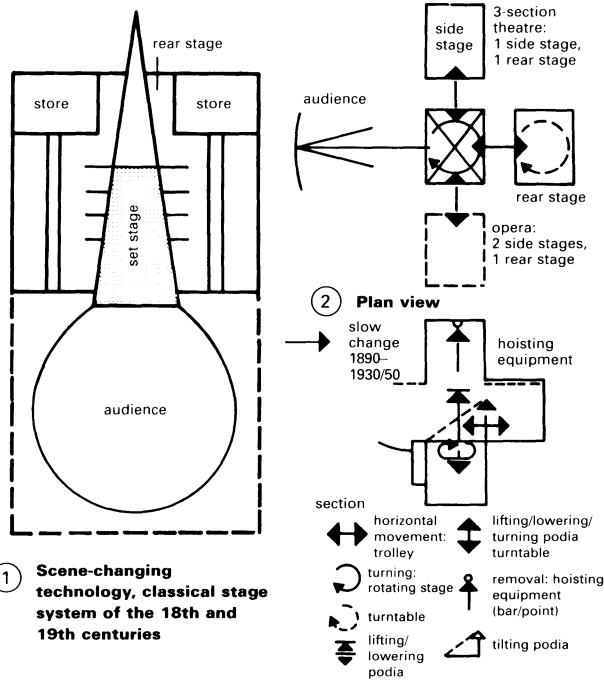 rear stage
store
store
set stage
audience
1
Scene-changing
technology, classical stage
system of the 18th and
19th centuries
side
stage
3-section
theatre:
1 side stage,
1 rear stage
audience
rear stage
opera:
2 side stages,
1 rear stage
2
Plan view
slow
change
1890–
1930/50
hoisting
equipment
section
horizontal
movement:
trolley
lifting/lowering/
turning podia
turntable
turning:
rotating stage
removal: hoisting
equipment
(bar/point)
turntable
lifting/
lowering
podia
tilting podia